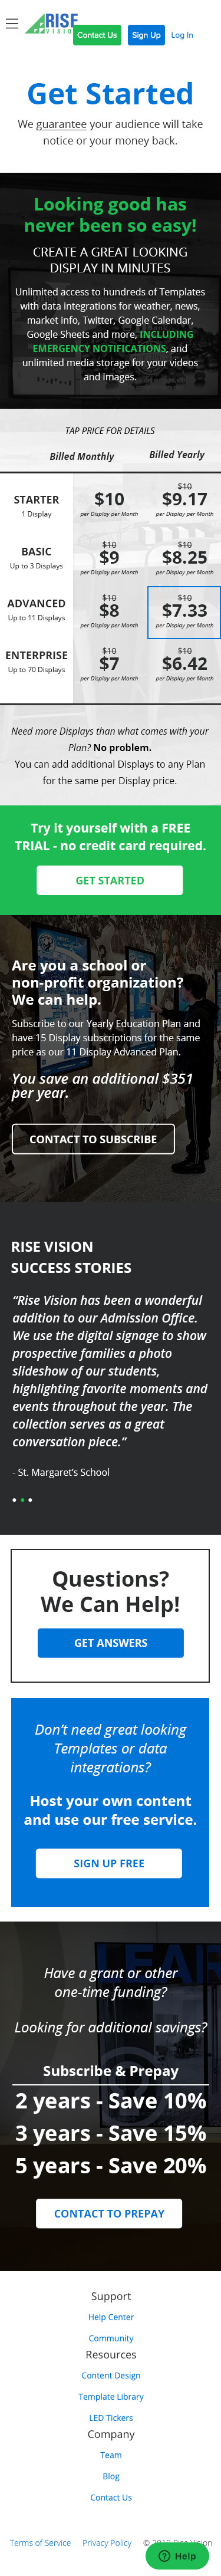 RISE
VISION
Contact Us
Sign Up
Log In
Get Started
We guarantee your audience will take
notice or your money back.
Looking good has
never been so easy!
CREATE A GREAT LOOKING
DISPLAY IN MINUTES
Unlimited access to hundreds of Templates
with data integrations for weather, news,
market info, Twitter, Google Calendar,
Google Sheets and more, INCLUDING
EMERGENCY NOTIFICATIONS, and
unlimited media storage for your videos
and images.
TAP PRICE FOR DETAILS
Billed Monthly
Billed Yearly
STARTER
1 Display
$10
per Display per Month
$10
$9.17
per Display per Month
BASIC
Up to 3 Displays
$10
$9
per Display per Month
$10
$8.25
per Display per Month
ADVANCED
Up to 11 Displays
$10
$8
per Display per Month
$10
$7.33
per Display per Month
ENTERPRISE
Up to 70 Displays
$10
$7
per Display per Month
$10
$6.42
per Display per Month
Need more Displays than what comes with your
Plan? No problem.
You can add additional Displays to any Plan
for the same per Display price.
Try it yourself with a FREE
TRIAL - no credit card required.
GET STARTED
Are you a school or
non-profit organization?
We can help.
Subscribe to our Yearly Education Plan and
have 15 Display subscriptions for the same
price as our 11 Display Advanced Plan.
You save an additional $351
per year.
CONTACT TO SUBSCRIBE
RISE VISION
SUCCESS STORIES
“Rise Vision has been a wonderful
addition to our Admission Office.
We use the digital signage to show
prospective families a photo
slideshow of our students,
highlighting favorite moments and
events throughout the year. The
collection serves as a great
conversation piece.”
- St. Margaret’s School
Questions?
We Can Help!
GET ANSWERS
Don’t need great looking
Templates or data
integrations?
Host your own content
and use our free service.
SIGN UP FREE
LEAR
Have a grant or other
one-time funding?
Looking for additional savings?
Subscribe & Prepay
2 years - Save 10%
3 years - Save 15%
5 years - Save 20%
CONTACT TO PREPAY
Support
Help Center
Community
Resources
Content Design
Template Library
LED Tickers
Company
Team
Blog
Contact Us
Terms of Service
Privacy Policy
Help